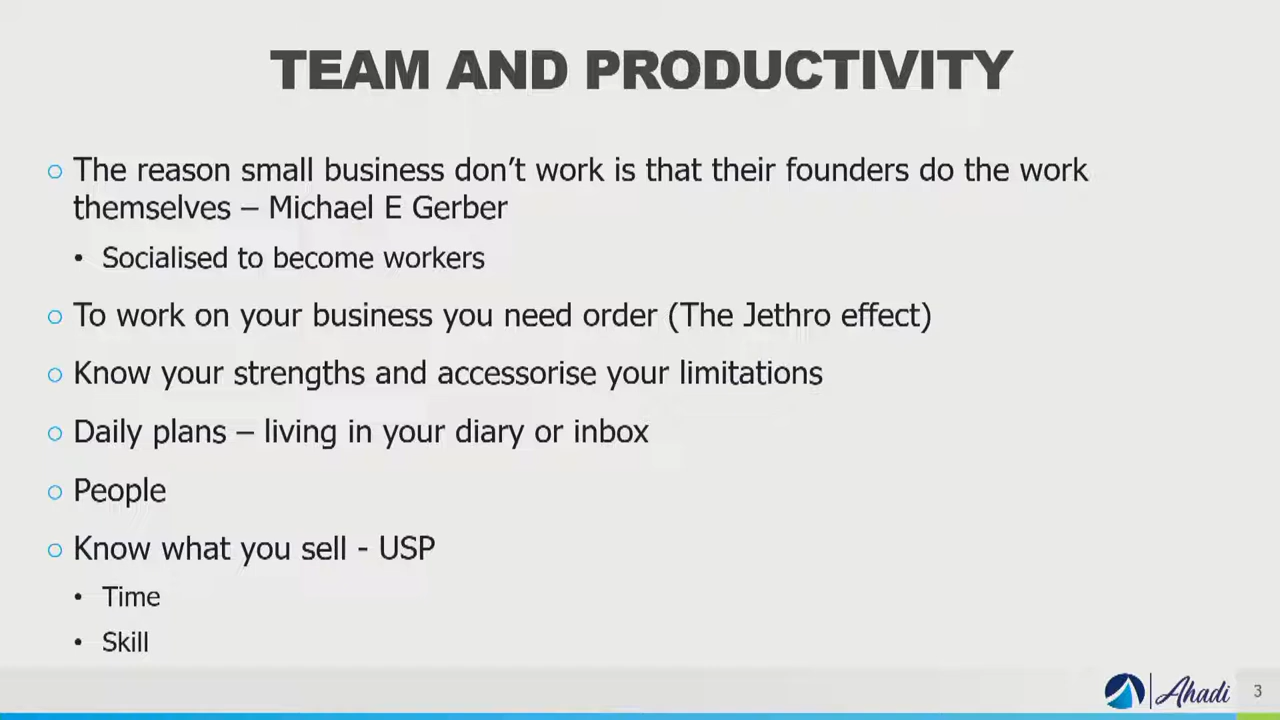 TEAM AND PRODUCTIVITY
○ The reason small business don’t work is that their founders do the work
themselves – Michael E Gerber
• Socialised to become workers
○ To work on your business you need order (The Jethro effect)
○ Know your strengths and accessorise your limitations
○ Daily plans – living in your diary or inbox
○ People
○ Know what you sell - USP
• Time
• Skill
Ahadi
3